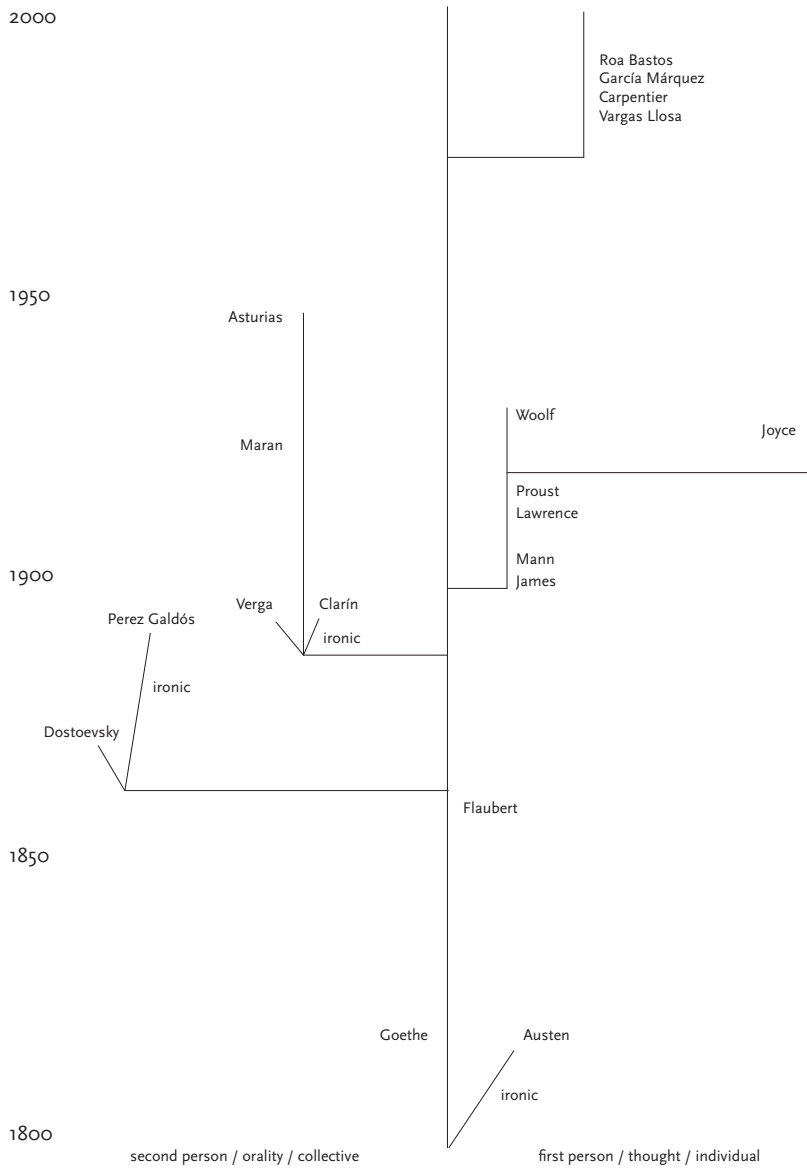 2000
Roa Bastos
García Márquez
Carpentier
Vargas Llosa
1950
Asturias
Woolf
Joyce
Maran
Proust
Lawrence
Mann
1900
James
Verga
Clarín
Perez Galdós
ironic
ironic
Dostoevsky
Flaubert
1850
Goethe
Austen
ironic
1800
second person / orality / collective
first person / thought / individual